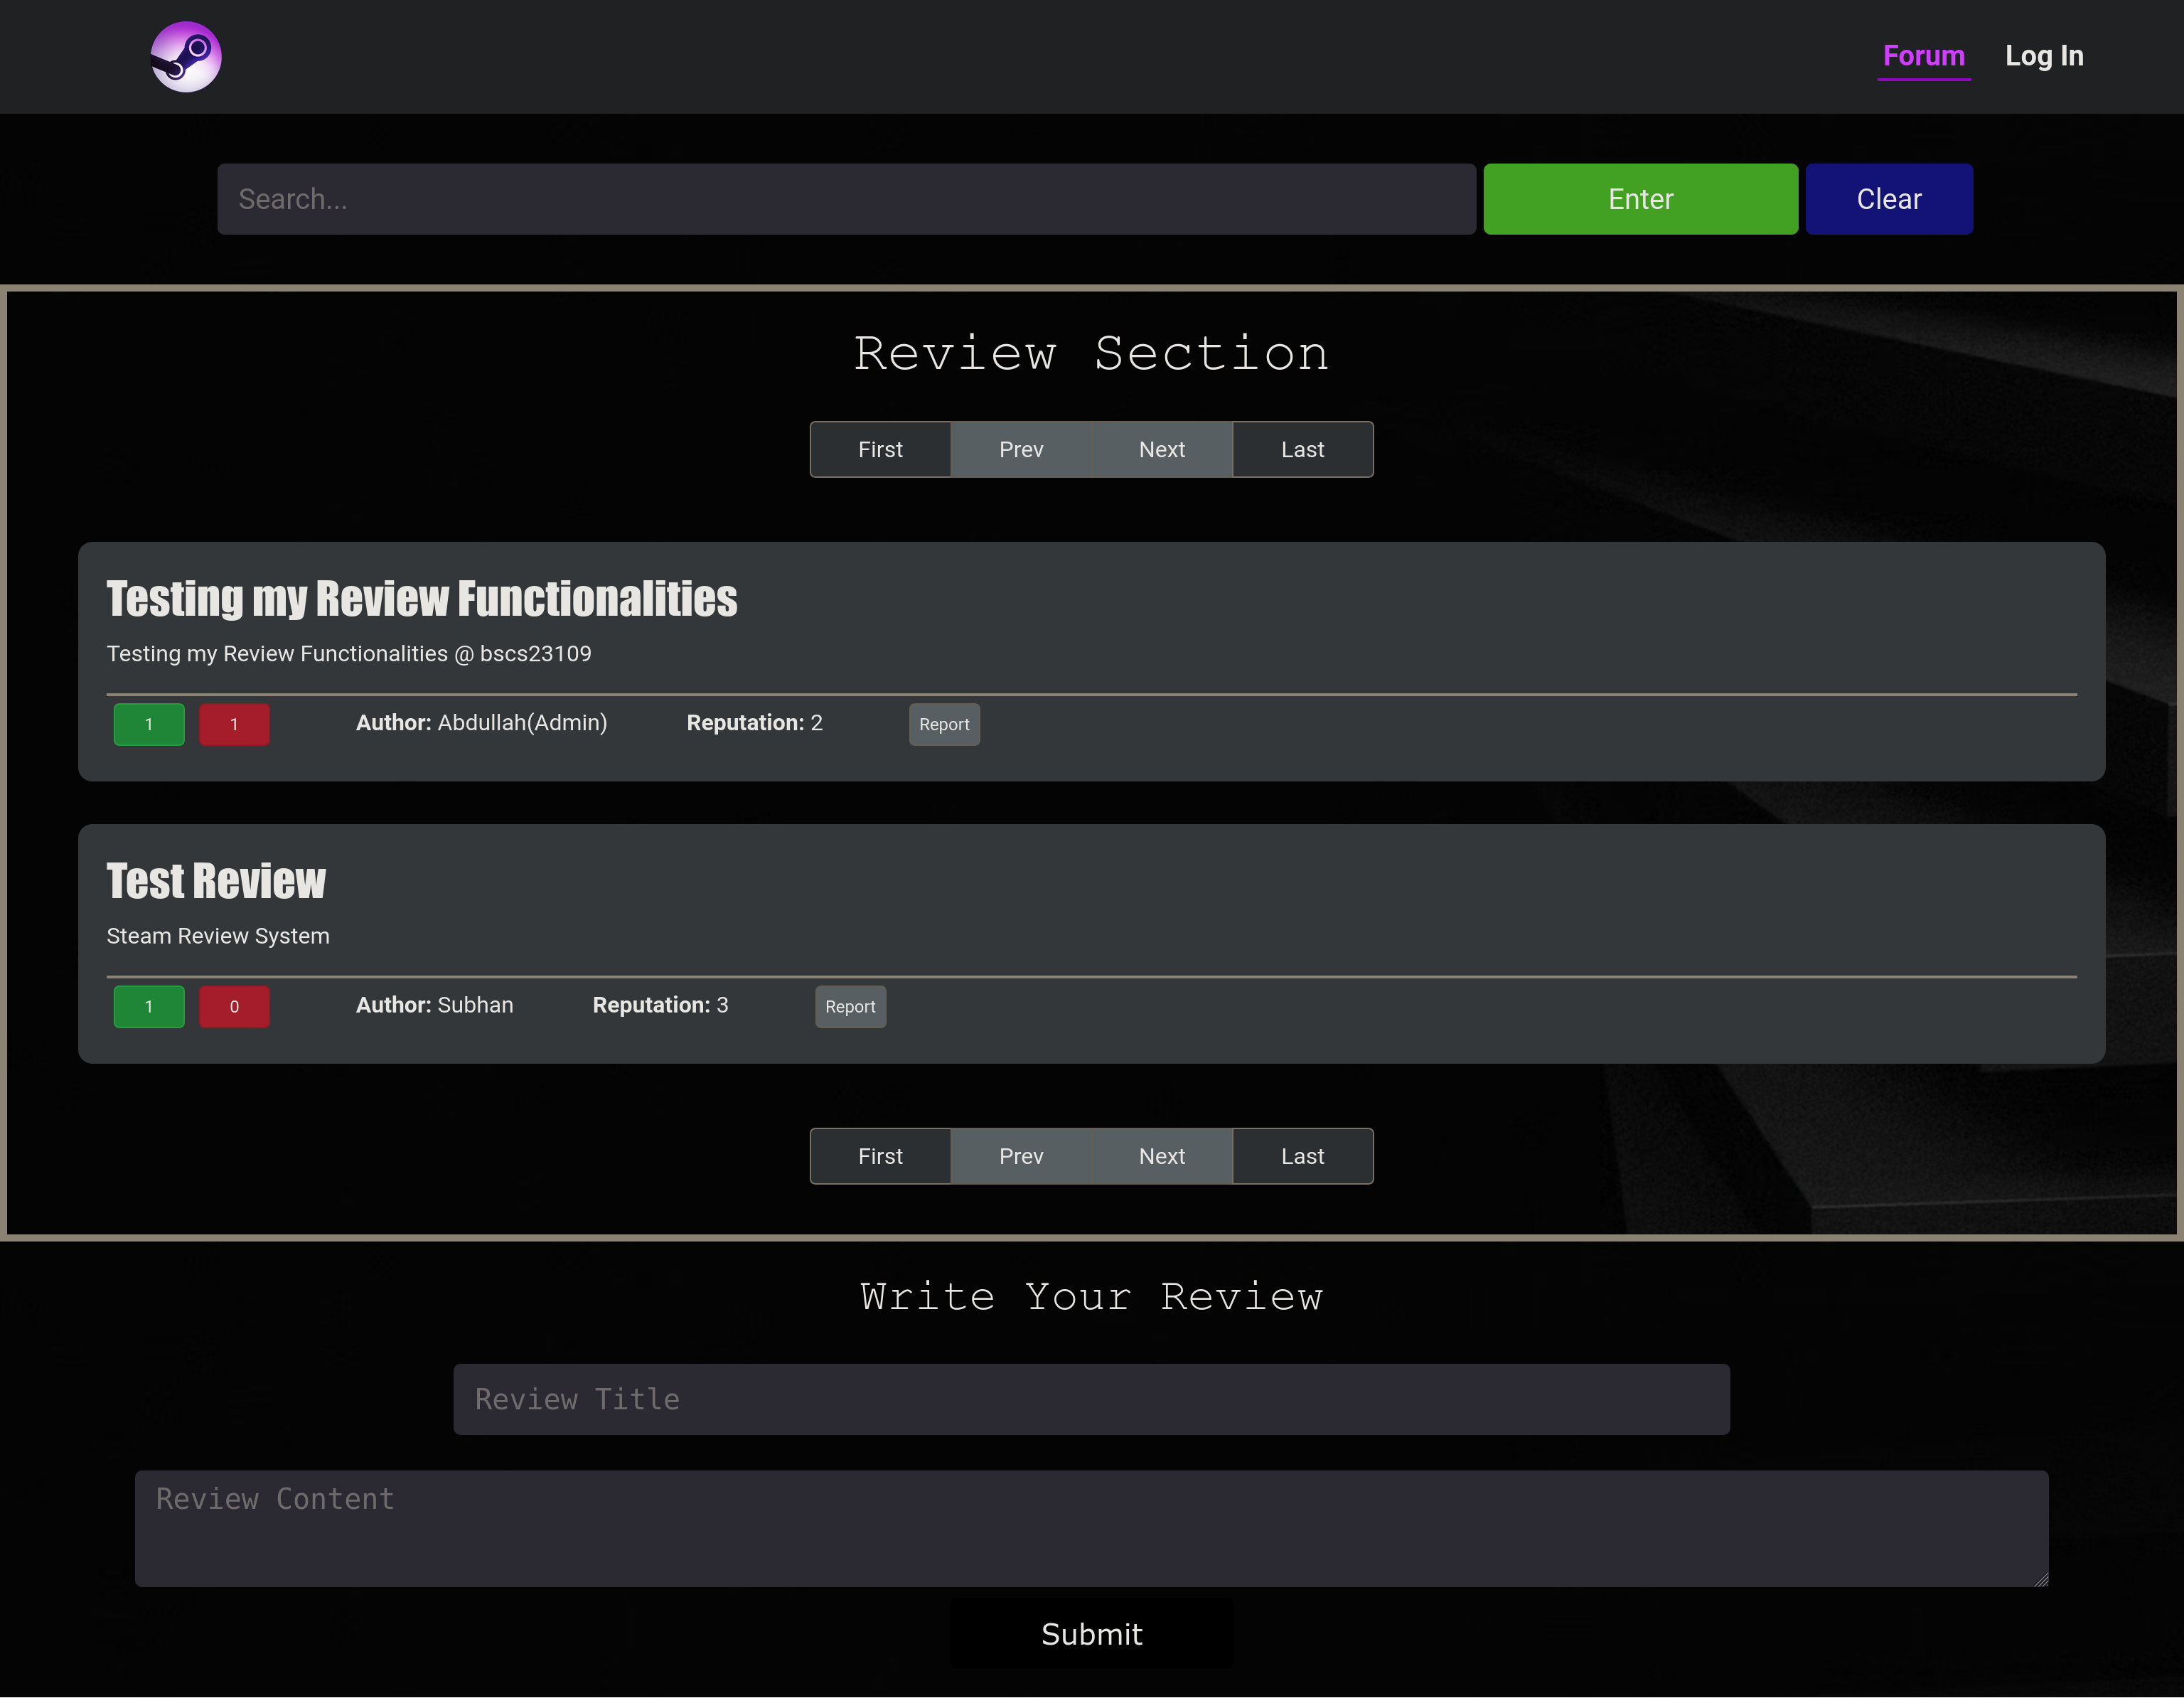 Forum Log In
Search... Enter Clear
Review Section
First Prev Next Last
Testing my Review Functionalities
Testing my Review Functionalities @ bscs23109
1 1 Author: Abdullah(Admin) Reputation: 2 Report
Test Review
Steam Review System
1 0 Author: Subhan Reputation: 3 Report
First Prev Next Last
Write Your Review
Review Title
Review Content
Submit